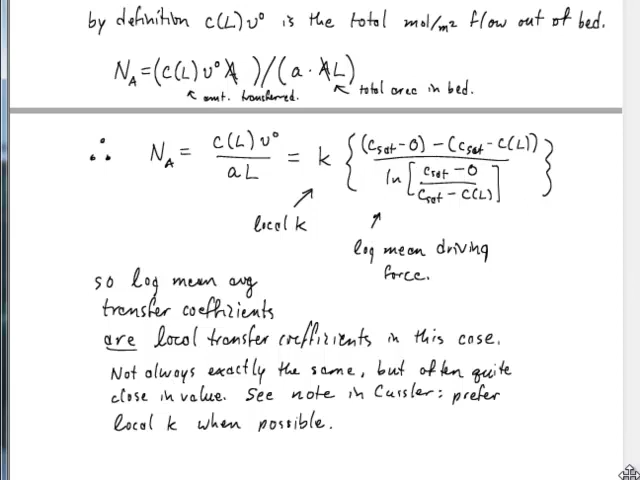 by definition c(L)v° is the total mol/m² flow out of bed.
N_A = (c(L) v° A)/(a · A L)
amt. transferred.
total area in bed.
∴ N_A = c(L) v° / aL = k { (c_sat - 0) - (c_sat - c(L)) / ln [ c_sat - 0 / c_sat - c(L) ] }
local k
log mean driving
force.
so log mean avg
transfer coefficients
are local transfer coefficients in this case.
Not always exactly the same, but often quite
close in value. See note in Cussler: prefer
local k when possible.